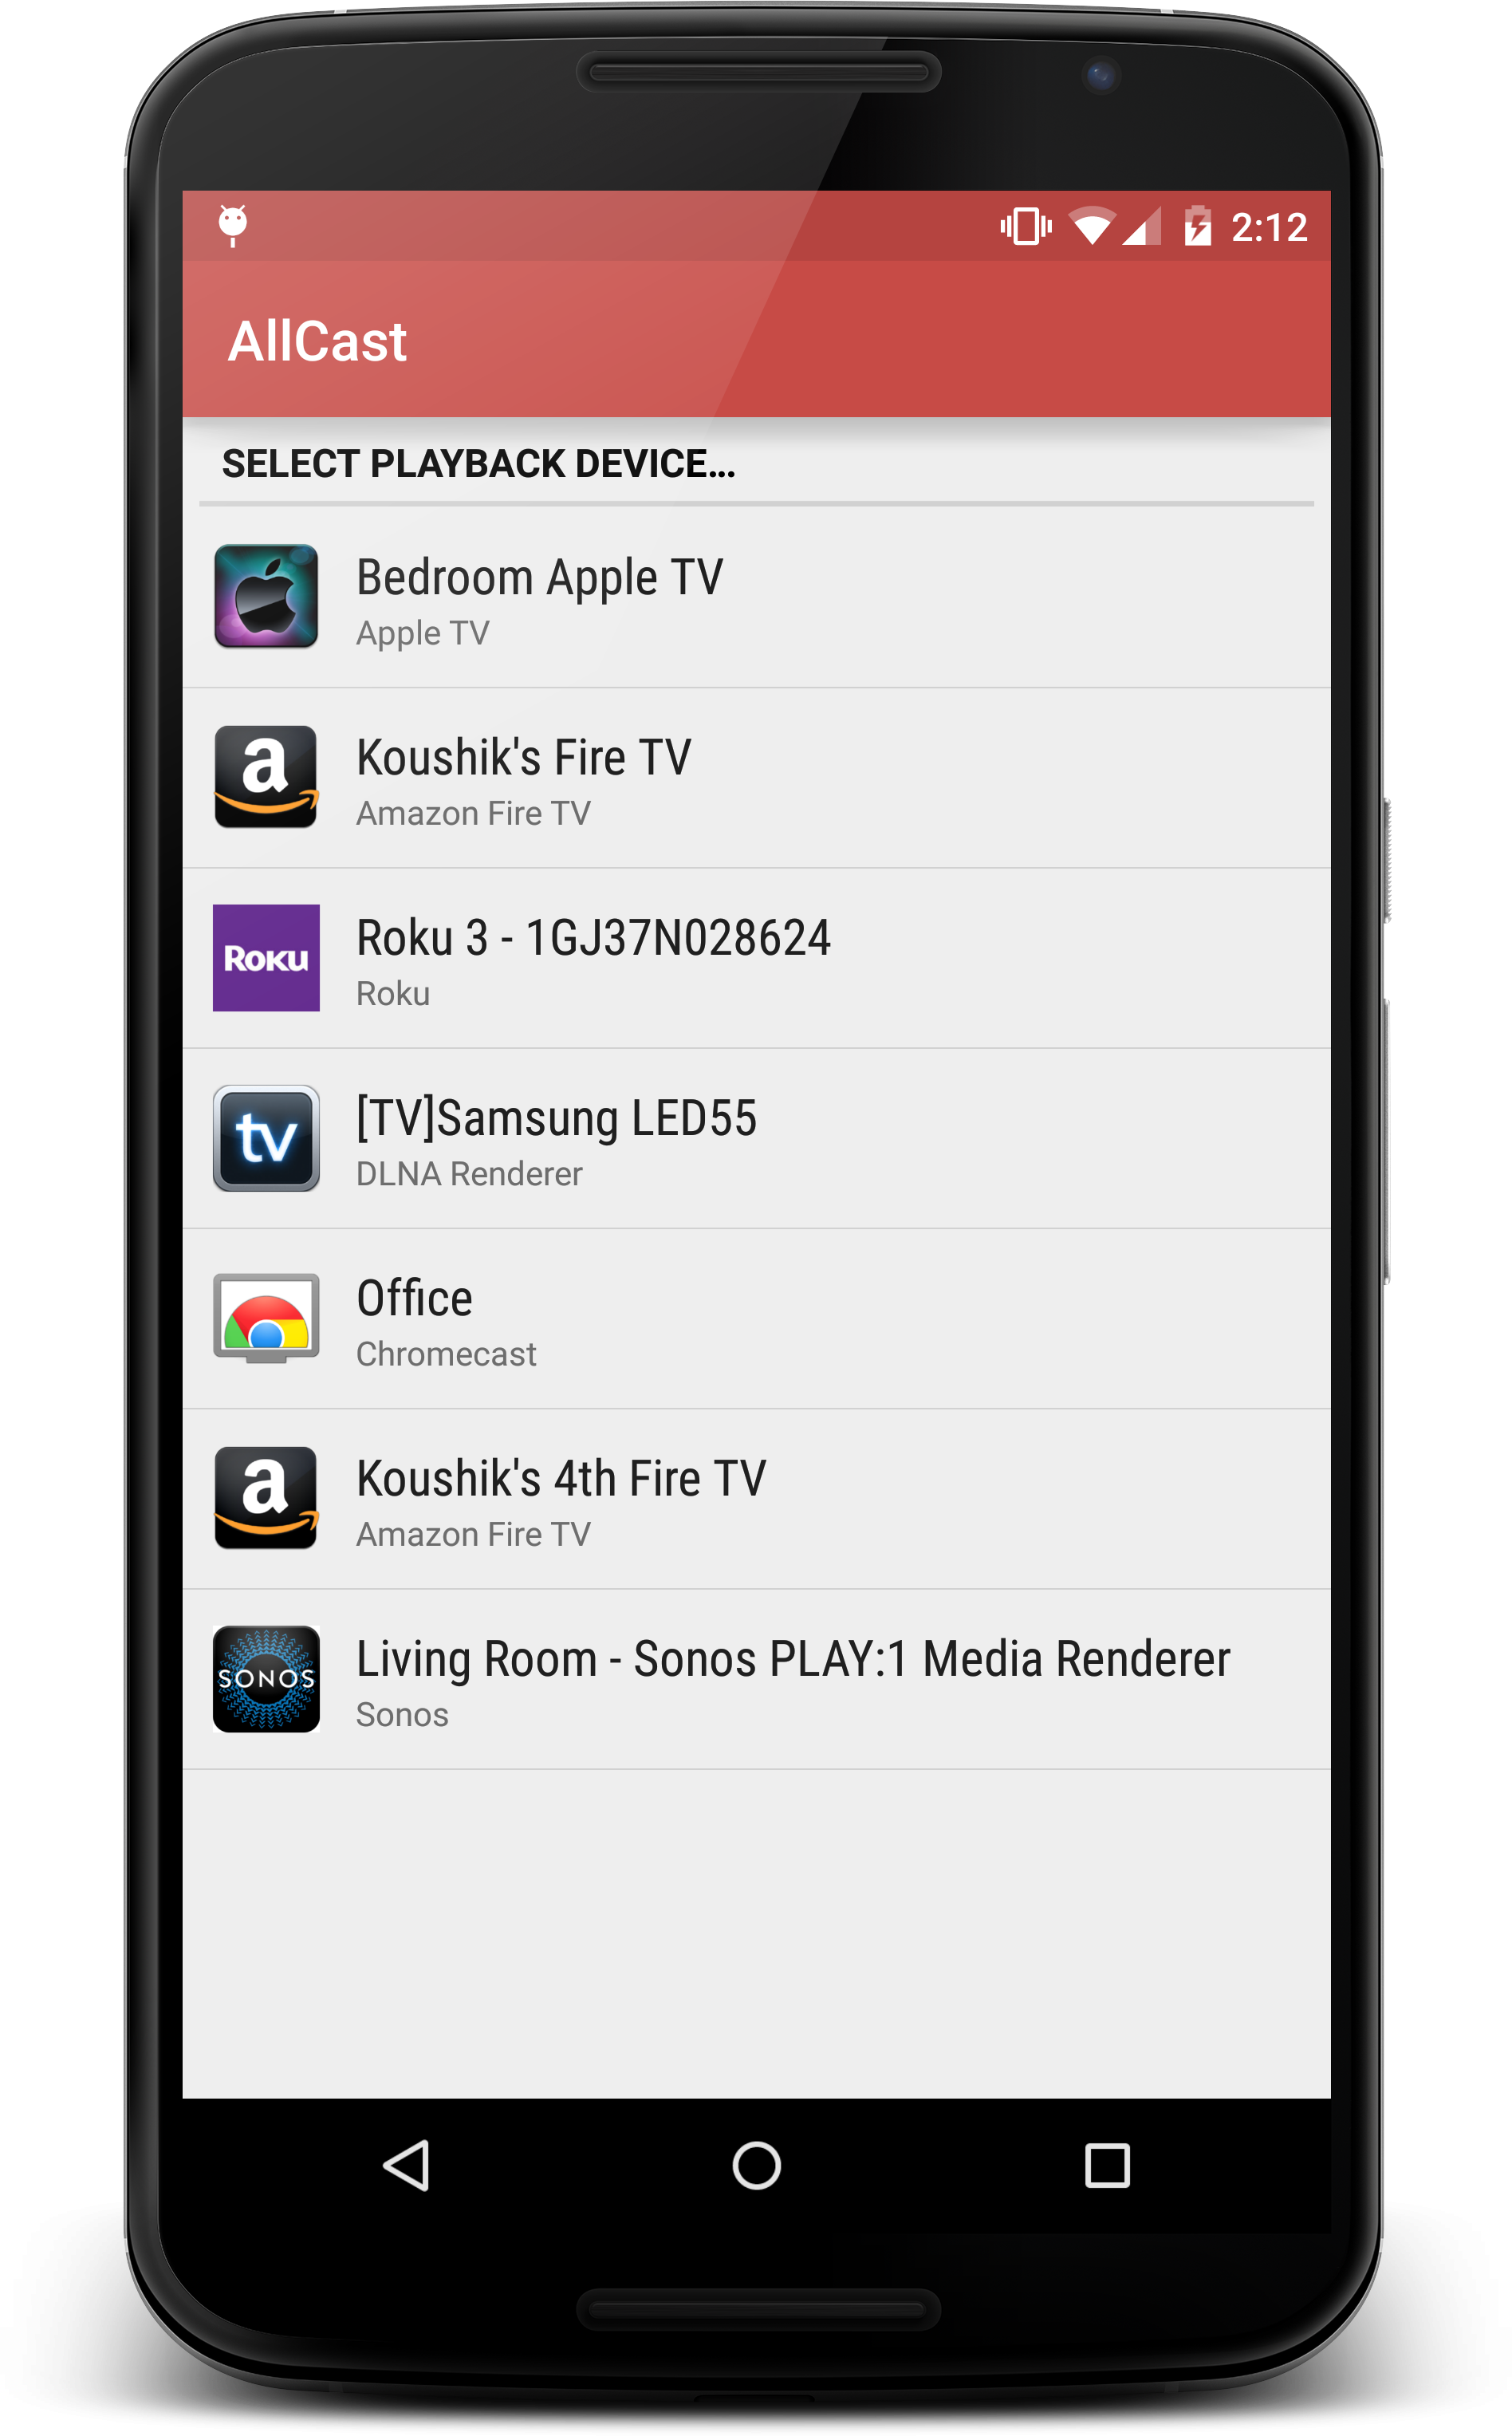 2:12
AllCast
SELECT PLAYBACK DEVICE...
Bedroom Apple TV
Apple TV
a
Koushik's Fire TV
Amazon Fire TV
ROKU
Roku 3 - 1GJ37N028624
Roku
tv
[TV]Samsung LED55
DLNA Renderer
Office
Chromecast
a
Koushik's 4th Fire TV
Amazon Fire TV
SONOS
Living Room - Sonos PLAY:1 Media Renderer
Sonos